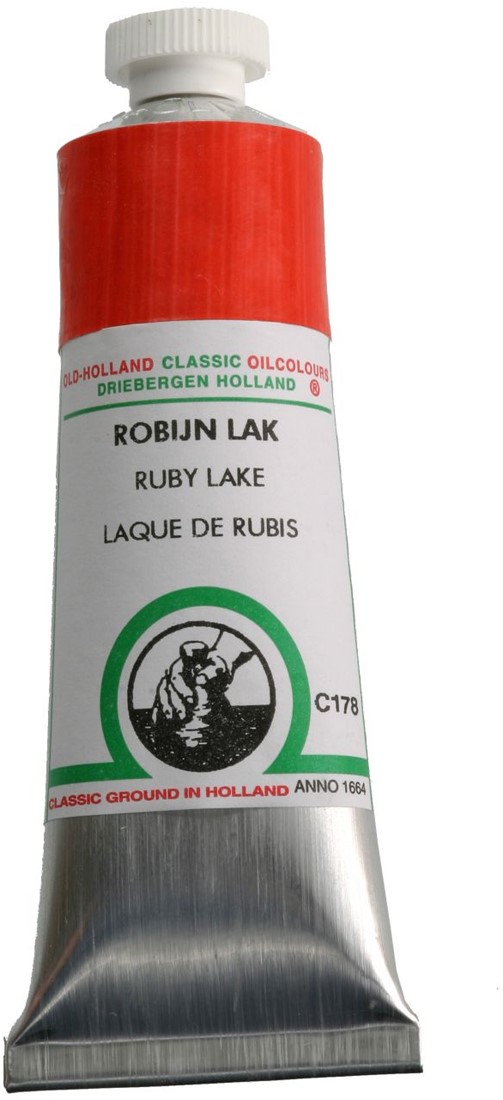 OLD-HOLLAND CLASSIC OILCOLOURS
DRIEBERGEN HOLLAND ®
ROBIJN LAK
RUBY LAKE
LAQUE DE RUBIS
C178
CLASSIC GROUND IN HOLLAND ANNO 1664